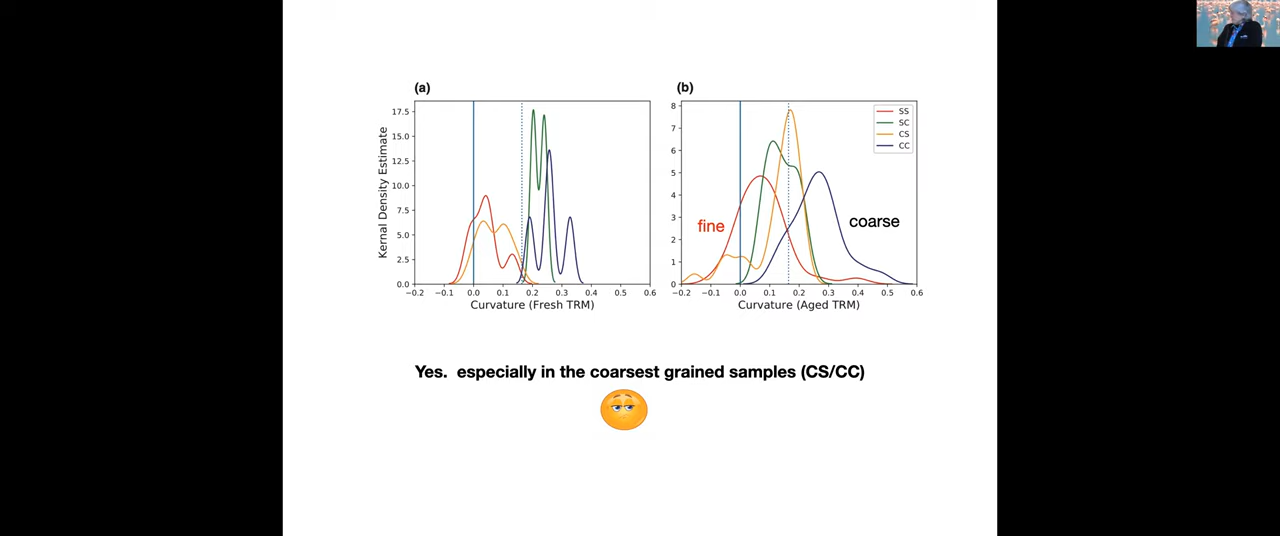 (a)
(b)
Kernal Density Estimate
17.5
15.0
12.5
10.0
7.5
5.0
2.5
0.0
−0.2 −0.1 0.0 0.1 0.2 0.3 0.4 0.5 0.6
Curvature (Fresh TRM)
8
7
6
5
4
3
2
1
0
SS
SC
CS
CC
fine
coarse
−0.2 −0.1 0.0 0.1 0.2 0.3 0.4 0.5 0.6
Curvature (Aged TRM)
Yes. especially in the coarsest grained samples (CS/CC)